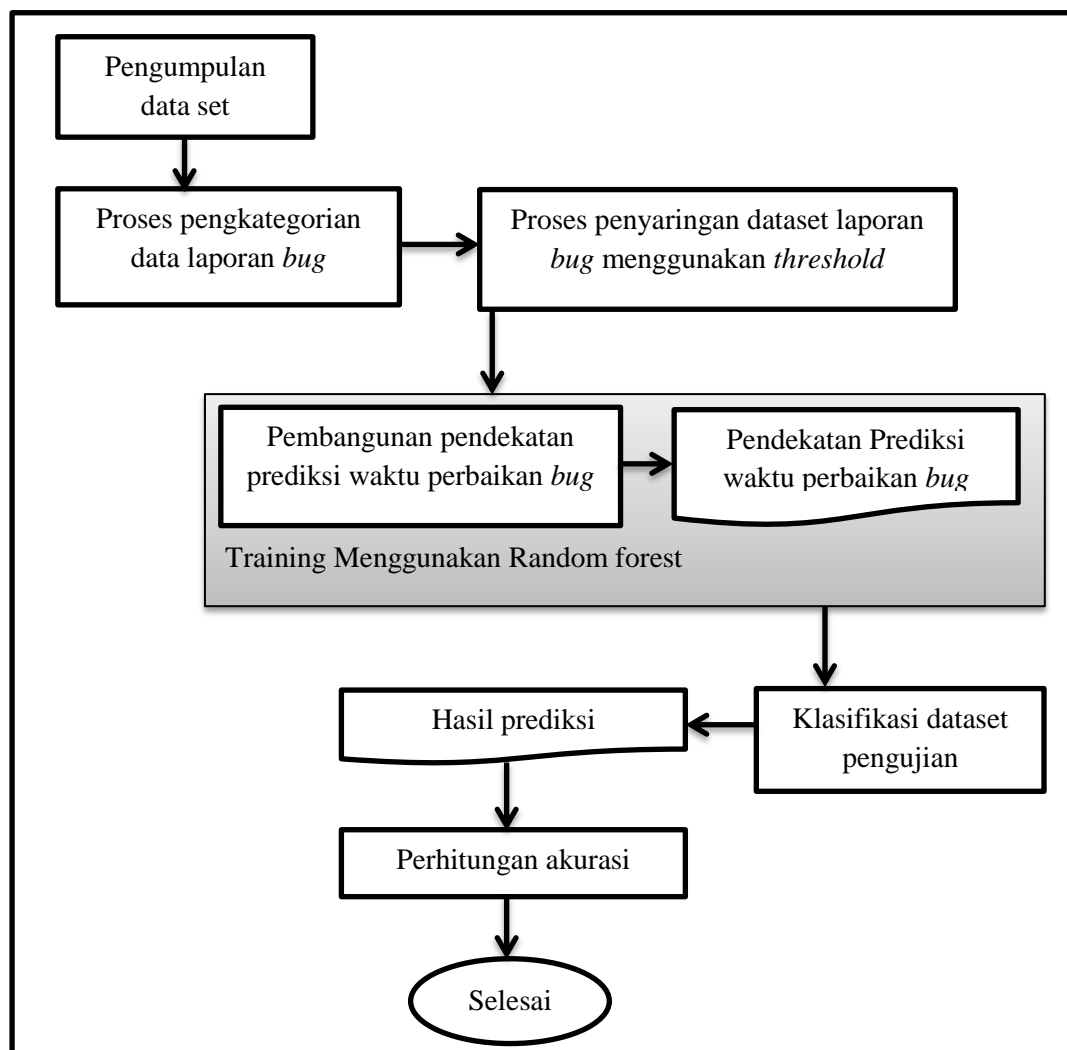 Pengumpulan
data set
Proses pengkategorian
data laporan bug
Proses penyaringan dataset laporan
bug menggunakan threshold
Pembangunan pendekatan
prediksi waktu perbaikan bug
Pendekatan Prediksi
waktu perbaikan bug
Training Menggunakan Random forest
Klasifikasi dataset
pengujian
Hasil prediksi
Perhitungan akurasi
Selesai